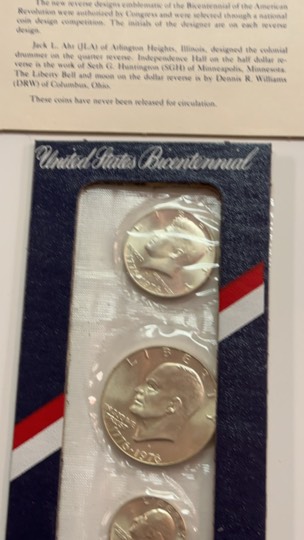 The new reverse designs emblematic of the Bicentennial of the American
Revolution were authorized by Congress and were selected through a national
coin design competition. The initials of the designer are on each reverse
design.
Jack L. Ahr (JLA) of Arlington Heights, Illinois, designed the colonial
drummer on the quarter reverse. Independence Hall on the half dollar re-
verse is the work of Seth G. Huntington (SGH) of Minneapolis, Minnesota.
The Liberty Bell and moon on the dollar reverse is by Dennis R. Williams
(DRW) of Columbus, Ohio.
These coins have never been released for circulation.
United States Bicentennial
1776·1976
LIBERTY
1776·1976